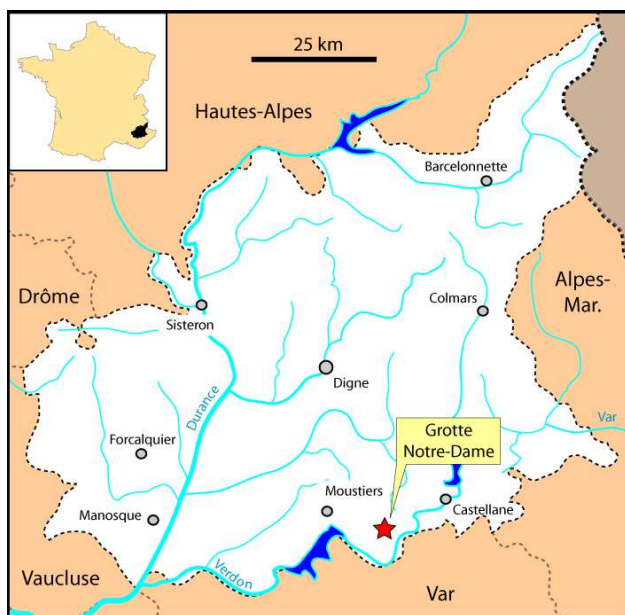 25 km
Hautes-Alpes
Barcelonnette
Alpes-
Mar.
Drôme
Colmars
Sisteron
Digne
Durance
Var
Grotte
Notre-Dame
Forcalquier
Moustiers
Castellane
Manosque
Vaucluse
Verdon
Var